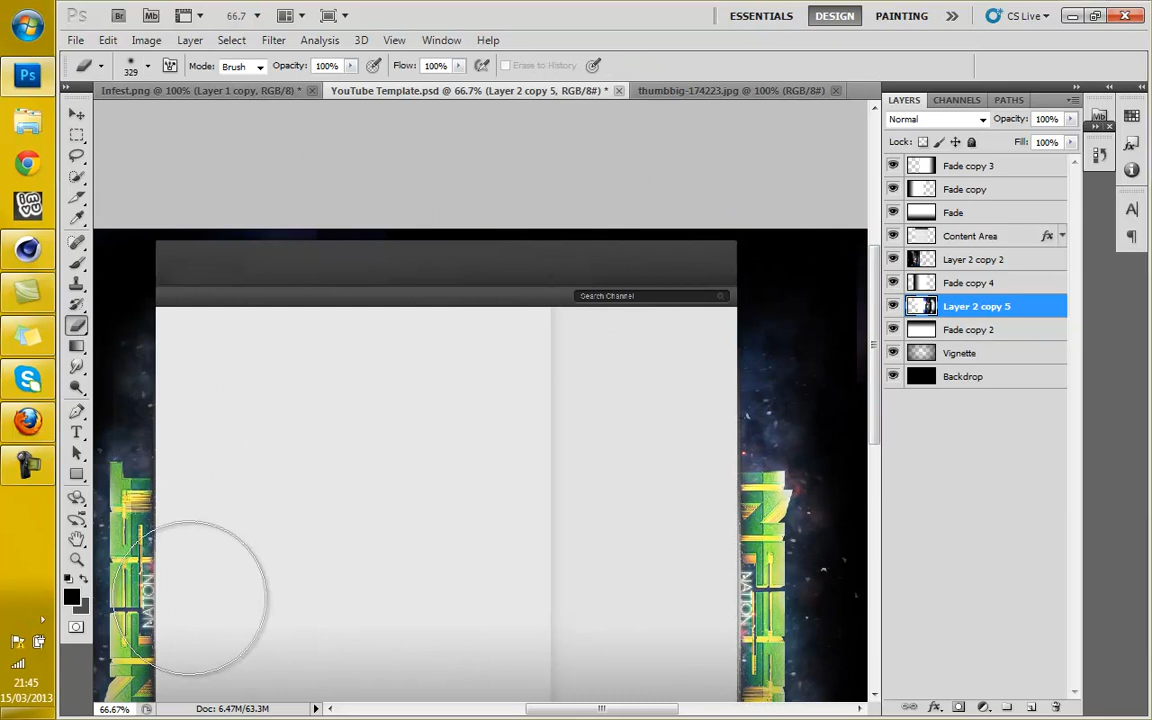 Ps Br Mb 66.7 ESSENTIALS DESIGN PAINTING CS Live
File Edit Image Layer Select Filter Analysis 3D View Window Help
329 Mode: Brush Opacity: 100% Flow: 100% Erase to History
Infest.png @ 100% (Layer 1 copy, RGB/8) * YouTube Template.psd @ 66.7% (Layer 2 copy 5, RGB/8#) * thumbbig-174223.jpg @ 100% (RGB/8#)
LAYERS CHANNELS PATHS
Normal Opacity: 100%
Lock: Fill: 100%
Fade copy 3
Fade copy
Fade
Content Area fx
Layer 2 copy 2
Fade copy 4
Layer 2 copy 5
Fade copy 2
Vignette
Backdrop
Search Channel
NATION
NATION
66.67% Doc: 6.47M/63.3M
21:45
15/03/2013